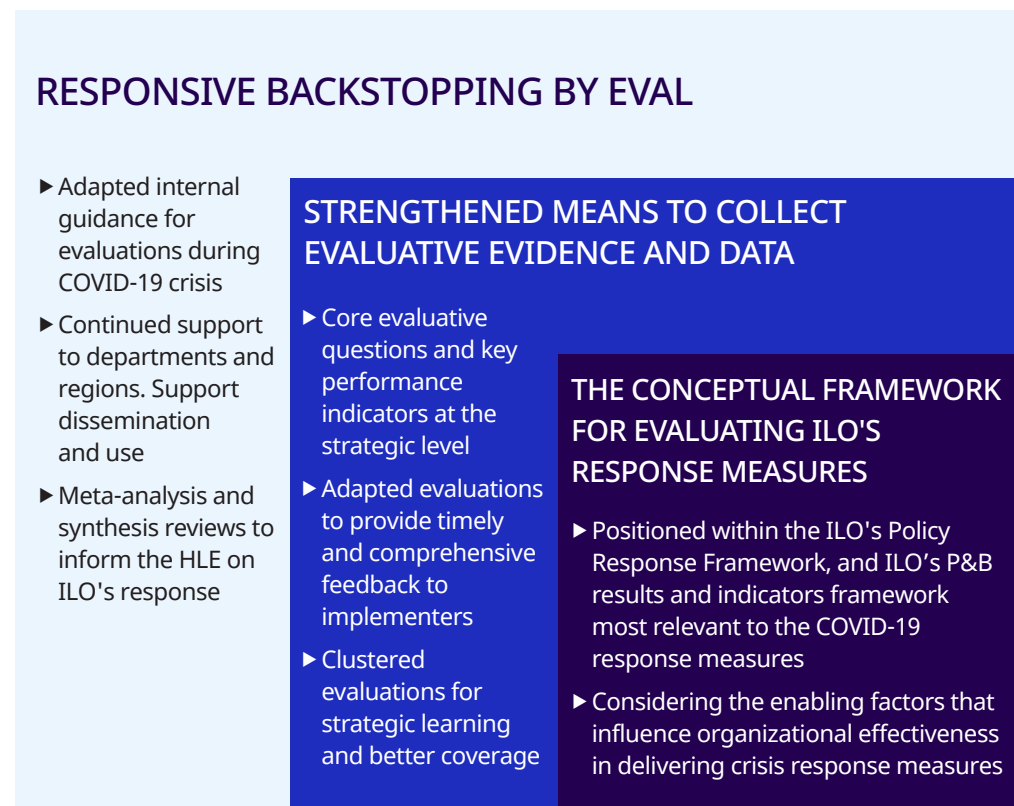 RESPONSIVE BACKSTOPPING BY EVAL
▶ Adapted internal
guidance for
evaluations during
COVID-19 crisis
▶ Continued support
to departments and
regions. Support
dissemination
and use
▶ Meta-analysis and
synthesis reviews to
inform the HLE on
ILO's response
STRENGTHENED MEANS TO COLLECT
EVALUATIVE EVIDENCE AND DATA
▶ Core evaluative
questions and key
performance
indicators at the
strategic level
▶ Adapted evaluations
to provide timely
and comprehensive
feedback to
implementers
▶ Clustered
evaluations for
strategic learning
and better coverage
THE CONCEPTUAL FRAMEWORK
FOR EVALUATING ILO'S
RESPONSE MEASURES
▶ Positioned within the ILO's Policy
Response Framework, and ILO’s P&B
results and indicators framework
most relevant to the COVID-19
response measures
▶ Considering the enabling factors that
influence organizational effectiveness
in delivering crisis response measures